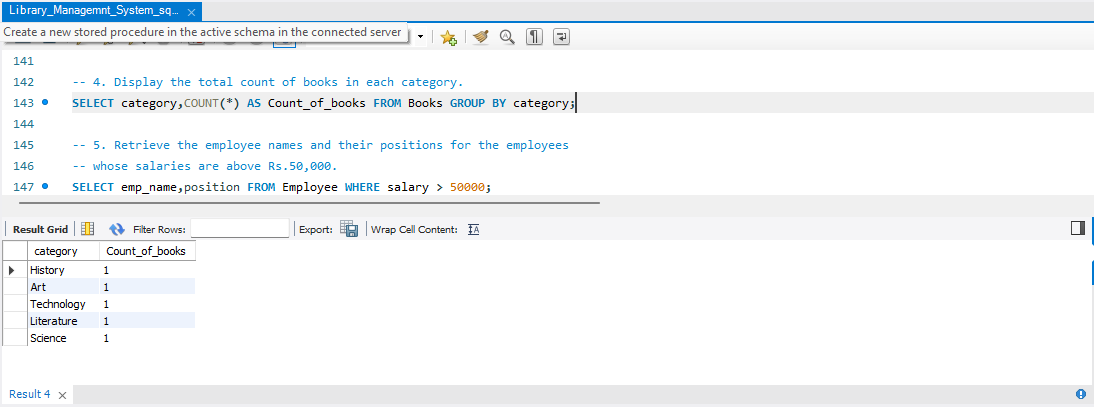 Library_Managemnt_System_sq...
Create a new stored procedure in the active schema in the connected server
141
142 -- 4. Display the total count of books in each category.
143 SELECT category,COUNT(*) AS Count_of_books FROM Books GROUP BY category;
144
145 -- 5. Retrieve the employee names and their positions for the employees
146 -- whose salaries are above Rs.50,000.
147 SELECT emp_name,position FROM Employee WHERE salary > 50000;
Result Grid Filter Rows: Export: Wrap Cell Content: IA
category Count_of_books
History 1
Art 1
Technology 1
Literature 1
Science 1
Result 4